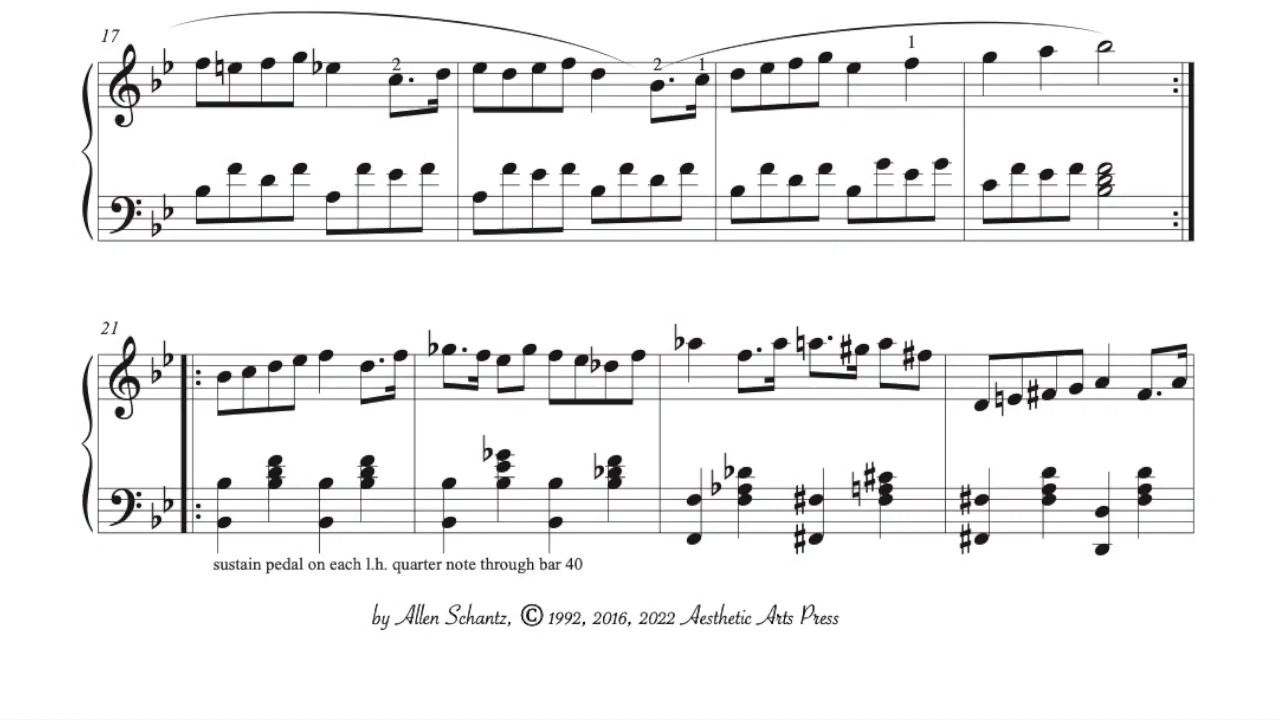 17
2
2 1
1
21
sustain pedal on each l.h. quarter note through bar 40
by Allen Schantz, © 1992, 2016, 2022 Aesthetic Arts Press